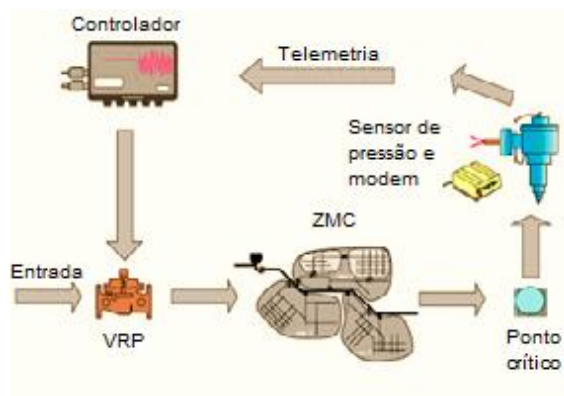 Controlador
Telemetria
Sensor de
pressão e
modem
ZMC
Entrada
VRP
Ponto
crítico